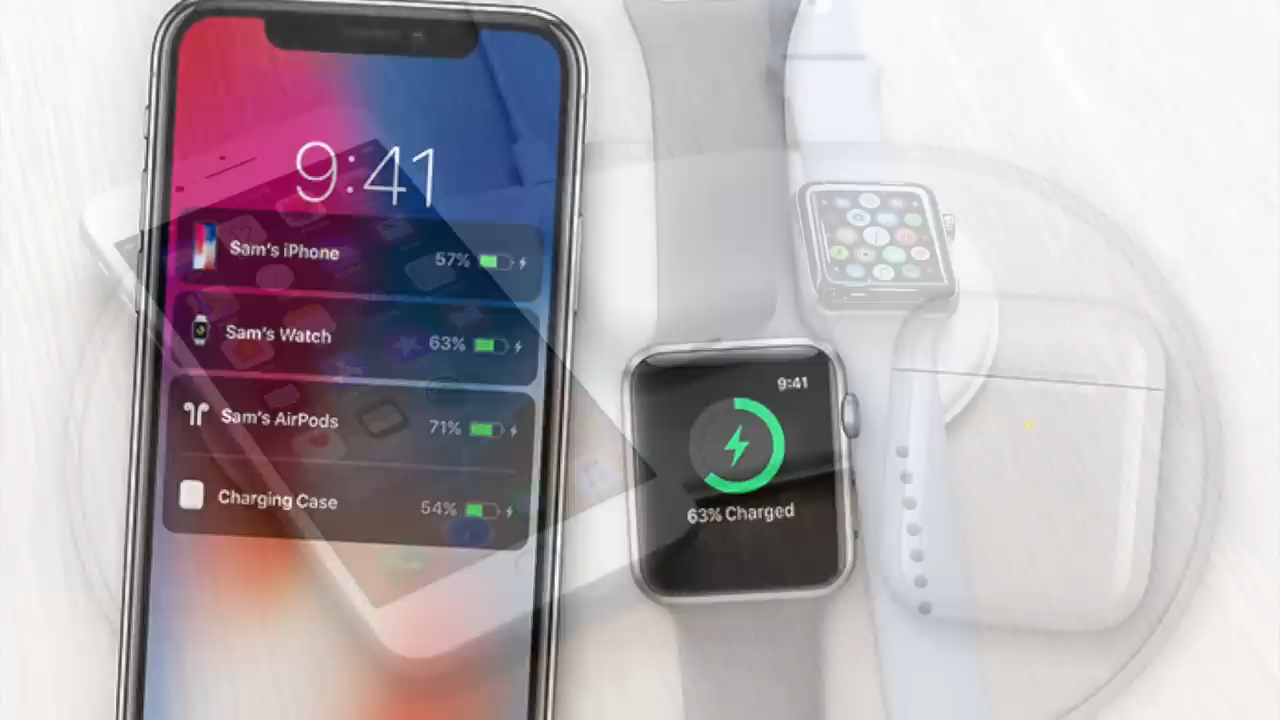 9:41
Sam's iPhone 57%
Sam's Watch 63%
Sam's AirPods 71%
Charging Case 54%
9:41
63% Charged